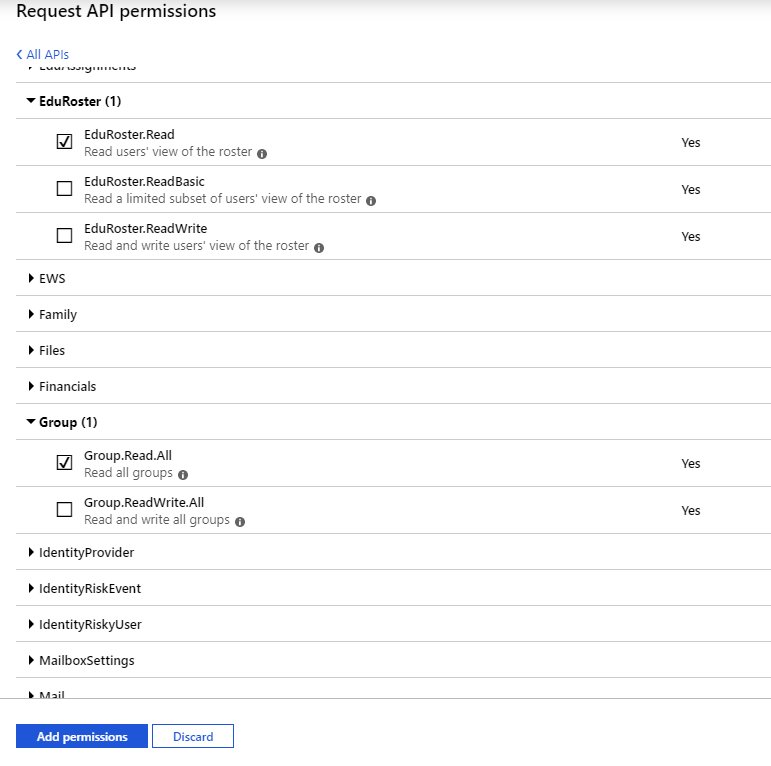 Request API permissions
All APIs
EduAssignments
EduRoster (1)
EduRoster.Read
Read users' view of the roster
Yes
EduRoster.ReadBasic
Read a limited subset of users' view of the roster
Yes
EduRoster.ReadWrite
Read and write users' view of the roster
Yes
EWS
Family
Files
Financials
Group (1)
Group.Read.All
Read all groups
Yes
Group.ReadWrite.All
Read and write all groups
Yes
IdentityProvider
IdentityRiskEvent
IdentityRiskyUser
MailboxSettings
Mail
Add permissions
Discard